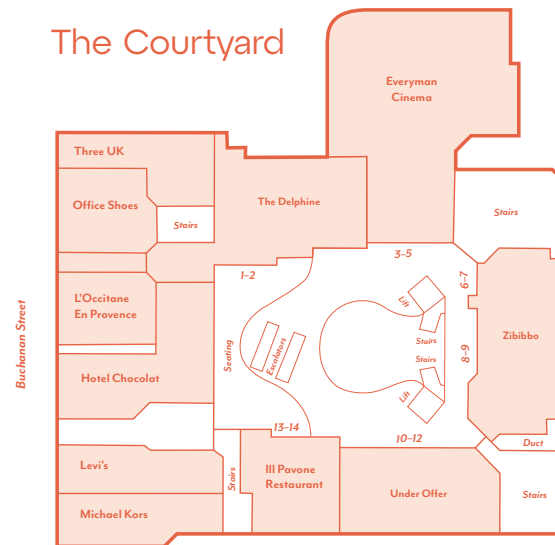 The Courtyard
Everyman
Cinema
Three UK
Office Shoes
Stairs
The Delphine
Stairs
1–2
3–5
6–7
Lift
L'Occitane
En Provence
Buchanan Street
Seating
Escalators
Stairs
Stairs
8–9
Zibibbo
Hotel Chocolat
Lift
13–14
10–12
Duct
Levi's
Stairs
Ill Pavone
Restaurant
Under Offer
Stairs
Michael Kors